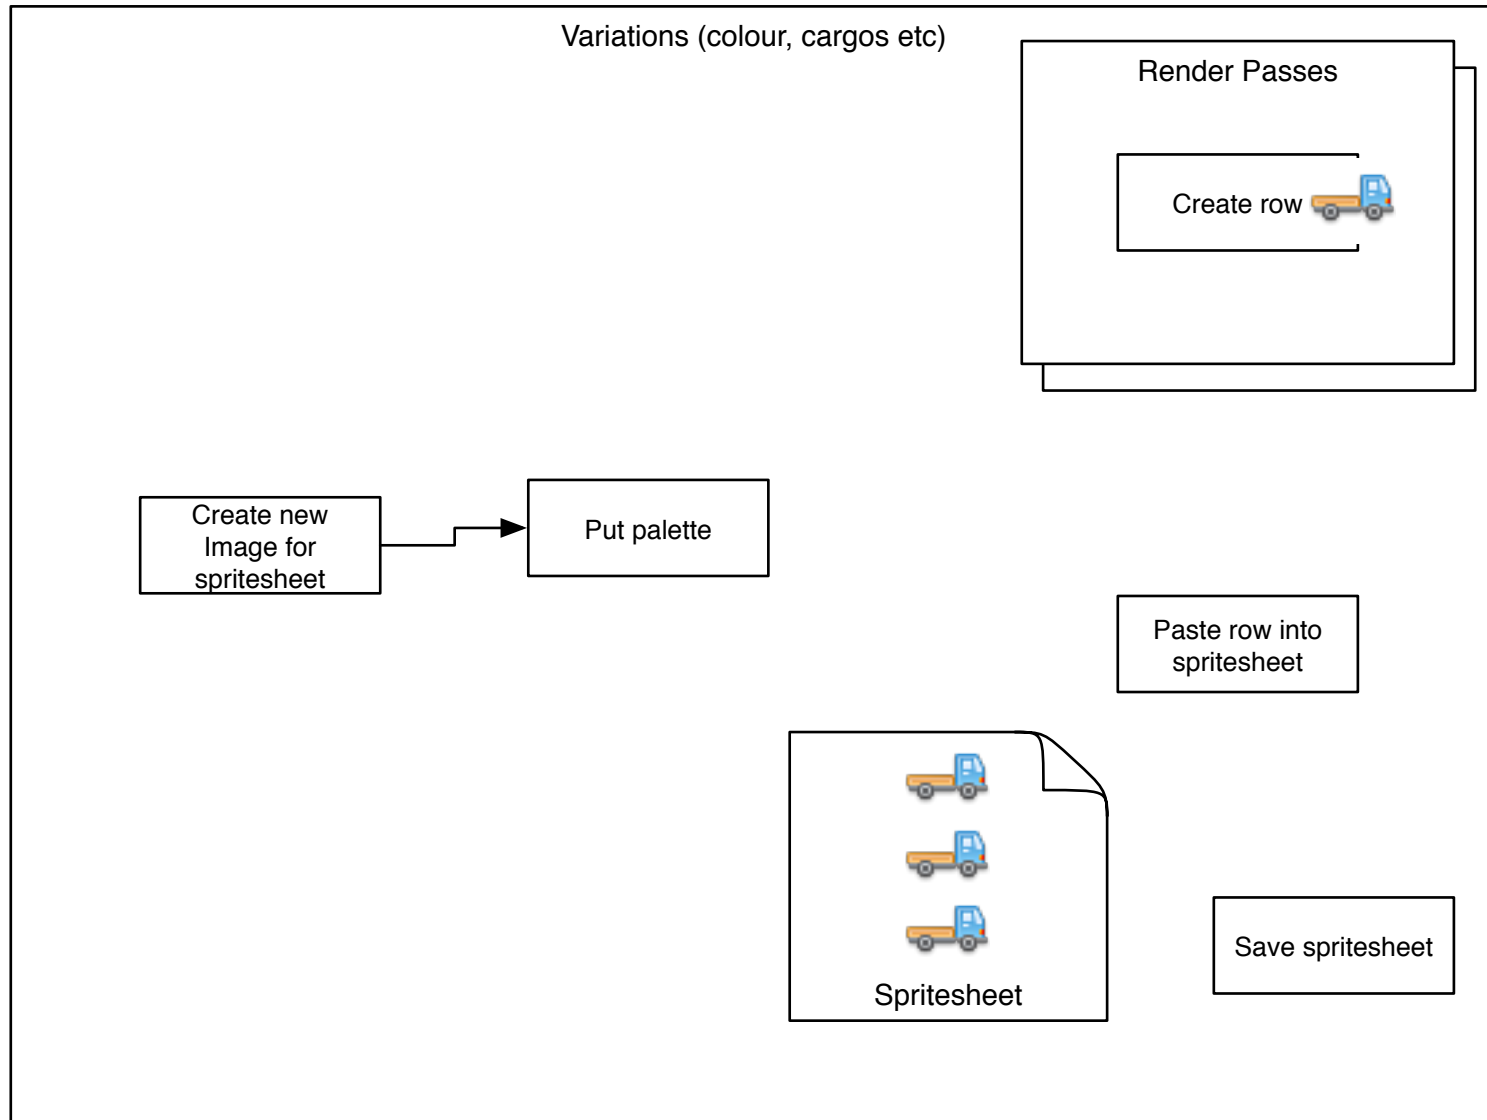 Variations (colour, cargos etc)
Render Passes
Create row
Create new
Image for
spritesheet
Put palette
Paste row into
spritesheet
Spritesheet
Save spritesheet